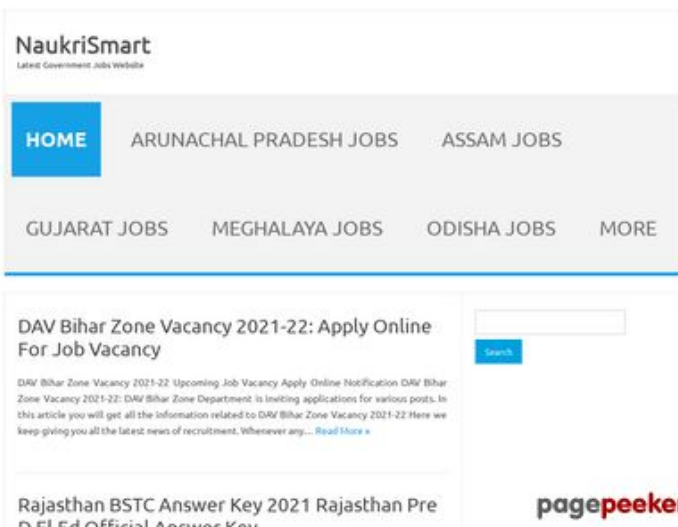 NaukriSmart
Latest Government Jobs Website
HOME
ARUNACHAL PRADESH JOBS
ASSAM JOBS
GUJARAT JOBS
MEGHALAYA JOBS
ODISHA JOBS
MORE
DAV Bihar Zone Vacancy 2021-22: Apply Online
For Job Vacancy
Search
DAV Bihar Zone Vacancy 2021-22 Upcoming Job Vacancy Apply Online Notification DAV Bihar
Zone Vacancy 2021-22: DAV Bihar Zone Department is inviting applications for various posts. In
this article you will get all the information related to DAV Bihar Zone Vacancy 2021-22 Here we
keep giving you all the latest news of recruitment. Whenever any... Read More »
Rajasthan BSTC Answer Key 2021 Rajasthan Pre
D.El.Ed Official Answer Key
pagepeeker